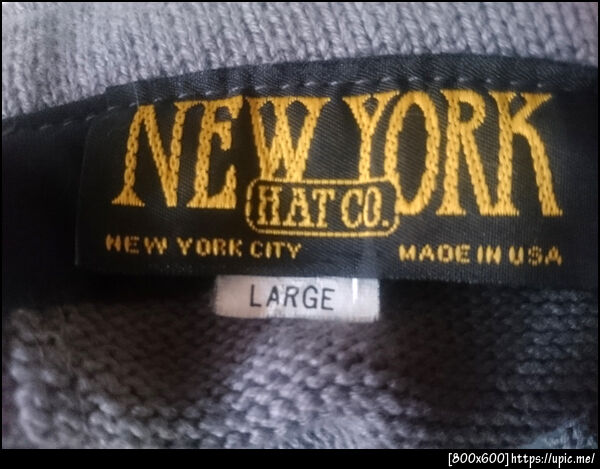 NEW YORK
HAT CO.
NEW YORK CITY MADE IN USA
LARGE
[800x600]https://upic.me/